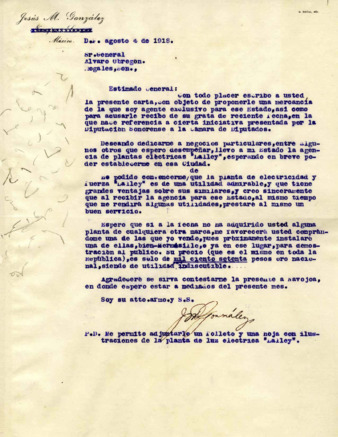 Jesús M. González
México
D.F. agosto 4 de 1918.
Sr. General
Alvaro Obregón.
Nogales, Son.,
Estimado General:
Con todo placer escribo a usted
la presente carta, con objeto de proponerle una mercancía
de la que soy agente exclusivo para ese Estado, así como
para acusarle recibo de su grata de reciente fecha, en la
que hace referencia a cierta iniciativa presentada por la
Diputación Sonorense a la Cámara de Diputados.
Deseando dedicarme a negocios particulares, entre algu-
nos otros que espero desempeñar, llevo a mi Estado la agen-
cia de plantas eléctricas "Lalley", esperando en breve po-
der establecerme en esa Ciudad.
de
He podido convencerme, que la planta de electricidad y
fuerza "Lalley" es de una utilidad admirable, y que tiene
grandes ventajas sobre sus similares, y creo sinceramente
que al recibir la agencia para ese Estado, al mismo tiempo
que me rendirá algunas utilidades, prestaré al mismo un
buen servicio.
Espero que si a la fecha no ha adquirido usted alguna
planta de cualquiera otra marca, me favorecerá usted comprán-
dome una de las que yo vendo, pues próximamente instalaré
una de ellas, en ese lugar, para demos-
tración al público. Su precio (que es el mismo en toda la
República), es sólo de mil ciento setenta pesos oro nacio-
nal, siendo de utilidad indiscutible.
Agradeceré se sirva contestarme la presente a Navojoa,
en donde espero estar a mediados del presente mes.
Soy su atto. afmo. y S.S.
González
P.D. Me permito adjuntarle un folleto y una hoja con ilus-
traciones de la planta de luz eléctrica "Lalley".